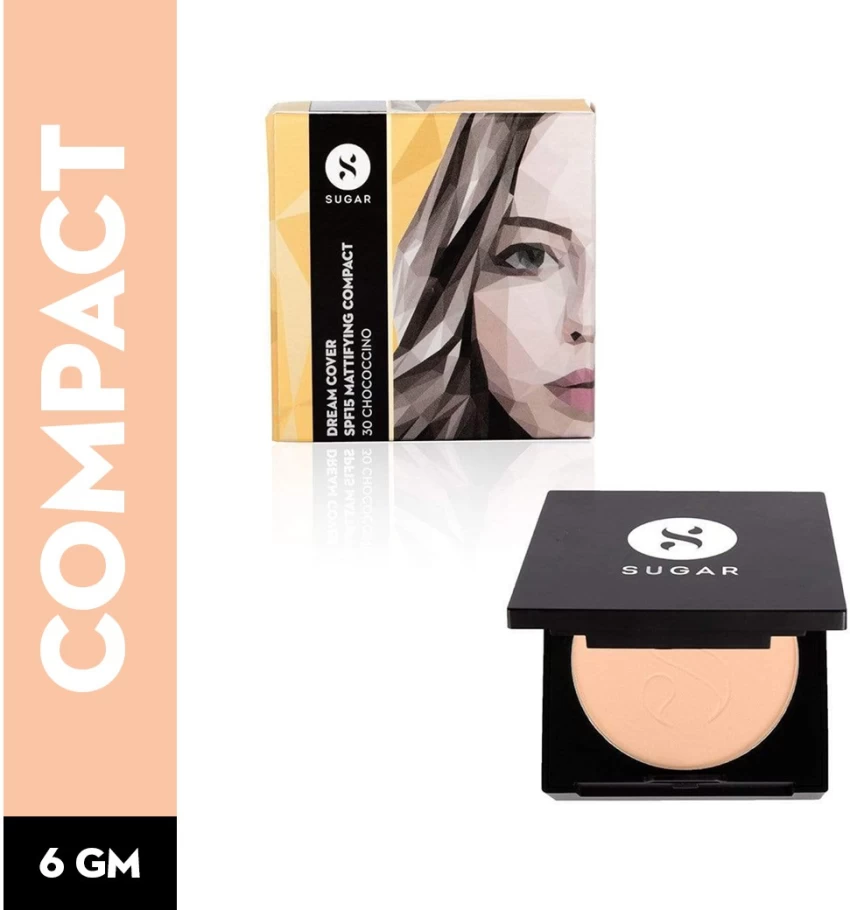 COMPACT
6 GM
SUGAR
DREAM COVER
SPF15 MATTIFYING COMPACT
30 CHOCOCCINO
SUGAR